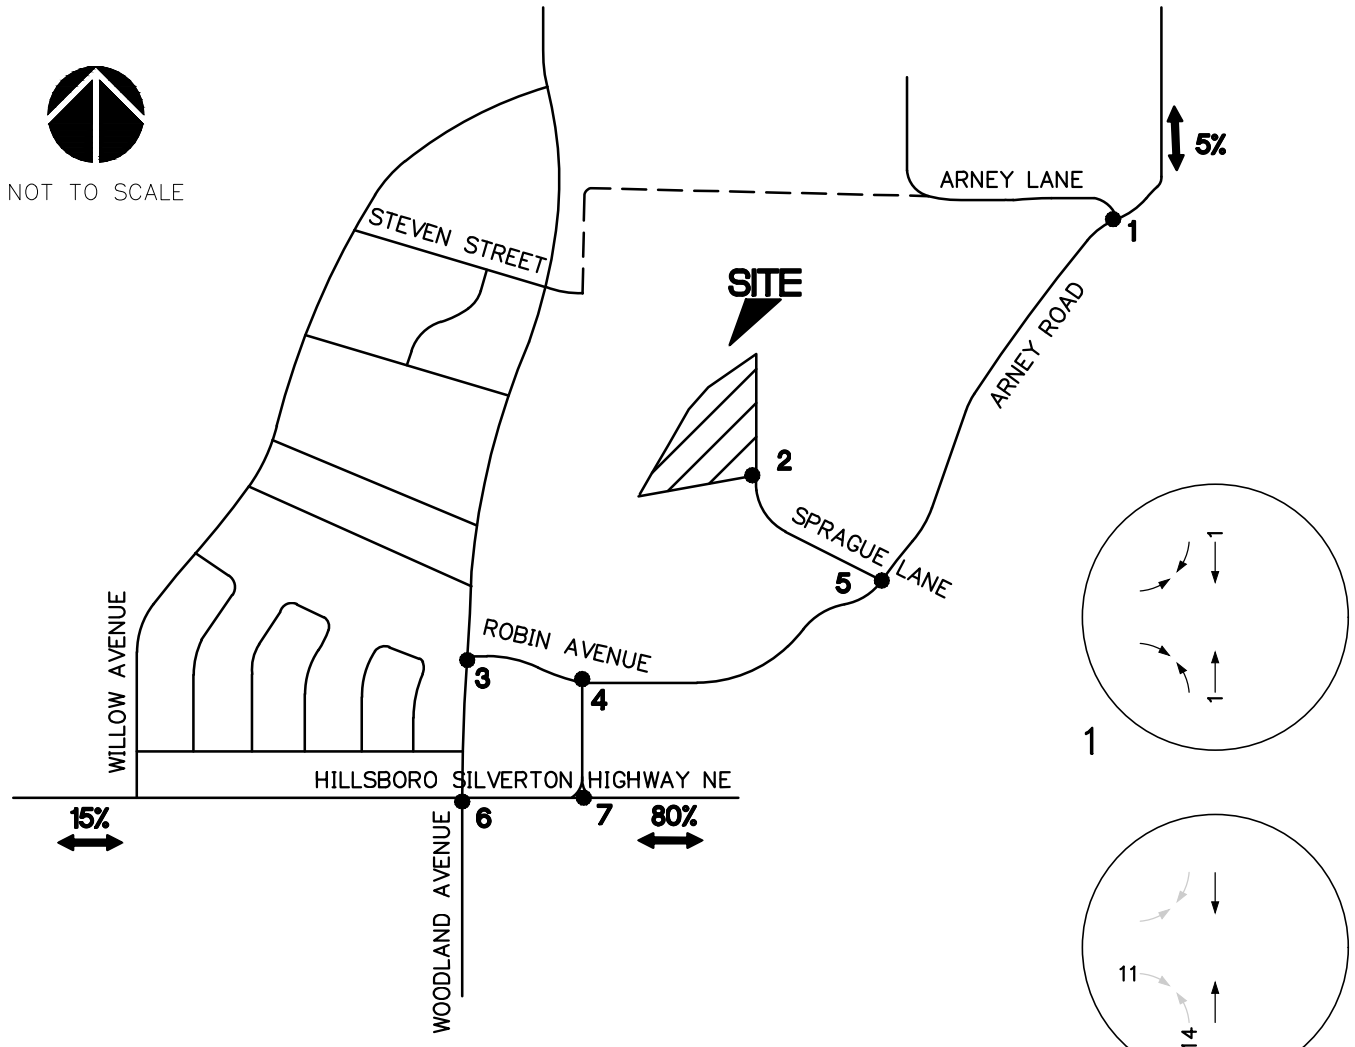 NOT TO SCALE
5%
ARNEY LANE
1
STEVEN STREET
SITE
ARNEY ROAD
2
SPRAGUE LANE
5
1
WILLOW AVENUE
ROBIN AVENUE
3
4
1
1
HILLSBORO SILVERTON HIGHWAY NE
15%
6
7
80%
WOODLAND AVENUE
11
14